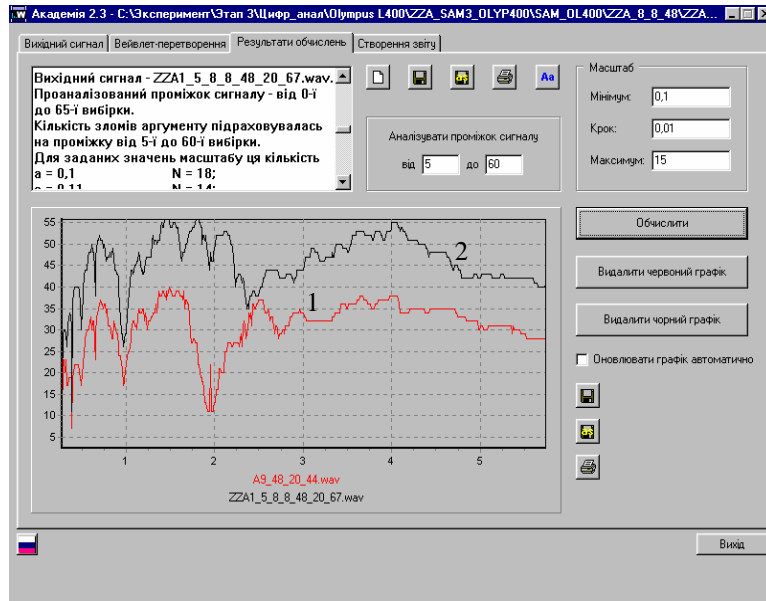 Академія 2.3 - C:\Эксперимент\Этап 3\Цифр_анал\Olympus L400\ZZA_SAM3_OLYP400\SAM_OL400\ZZA_8_8_48\ZZA...
Вихідний сигнал
Вейвлет-перетворення
Результати обчислень
Створення звіту
Вихідний сигнал - ZZA1_5_8_8_48_20_67.wav.
Проаналізований проміжок сигналу - від 0-ї
до 65-ї вибірки.
Кількість зломів аргументу підраховувалась
на проміжку від 5-ї до 60-ї вибірки.
Для заданих значень масштабу ця кількість
a = 0,1 N = 18;
a = 0,11 N = 14;
Aa
Аналізувати проміжок сигналу
від 5 до 60
Масштаб
Мінімум: 0,1
Крок: 0,01
Максимум: 15
Обчислити
Видалити червоний графік
Видалити чорний графік
Оновлювати графік автоматично
55
50
45
40
35
30
25
20
15
10
5
2
1
1 2 3 4 5
A9_48_20_44.wav
ZZA1_5_8_8_48_20_67.wav
Вихід